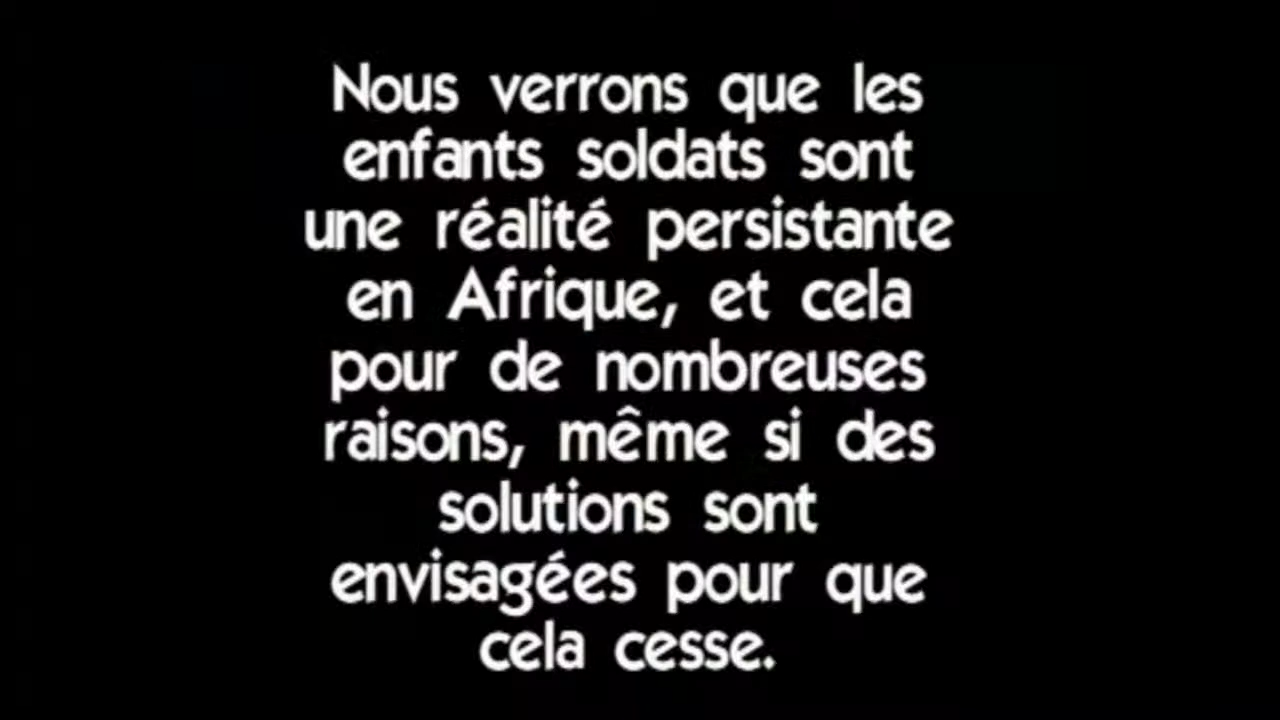 Nous verrons que les
enfants soldats sont
une réalité persistante
en Afrique, et cela
pour de nombreuses
raisons, même si des
solutions sont
envisagées pour que
cela cesse.